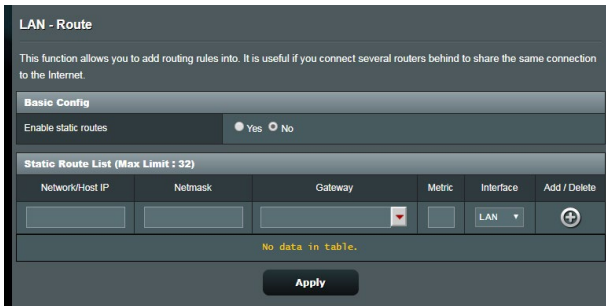 LAN - Route
This function allows you to add routing rules into. It is useful if you connect several routers behind to share the same connection
to the Internet.
Basic Config
Enable static routes Yes No
Static Route List (Max Limit : 32)
Network/Host IP Netmask Gateway Metric Interface Add / Delete
LAN
No data in table.
Apply